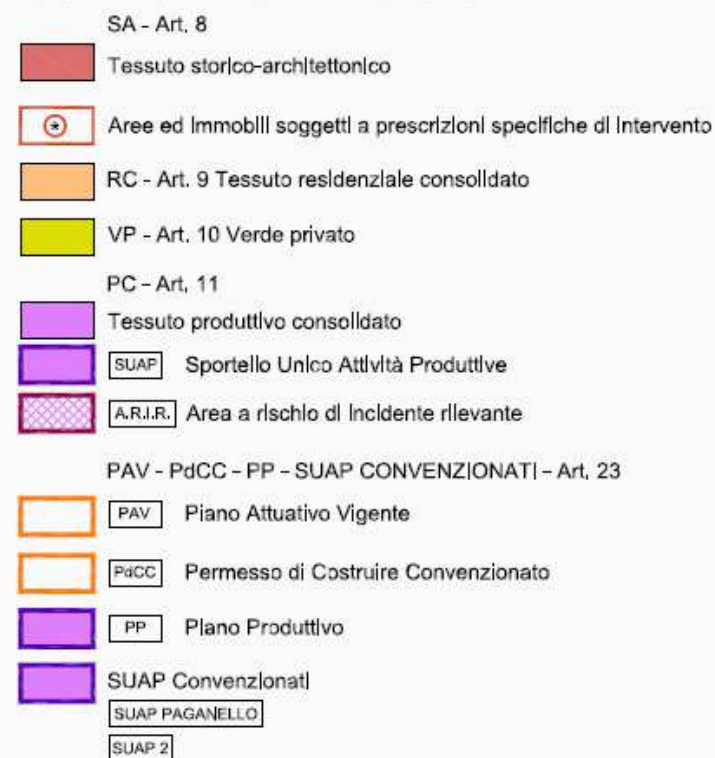 SA - Art. 8
Tessuto storico-architettonico
* Aree ed immobili soggetti a prescrizioni specifiche di intervento
RC - Art. 9 Tessuto residenziale consolidato
VP - Art. 10 Verde privato
PC - Art. 11
Tessuto produttivo consolidato
SUAP Sportello Unico Attività Produttive
A.R.I.R. Area a rischio di incidente rilevante
PAV - PdCC - PP - SUAP CONVENZIONATI - Art. 23
PAV Piano Attuativo Vigente
PdCC Permesso di Costruire Convenzionato
PP Piano Produttivo
SUAP Convenzionati
SUAP PAGANELLO
SUAP 2